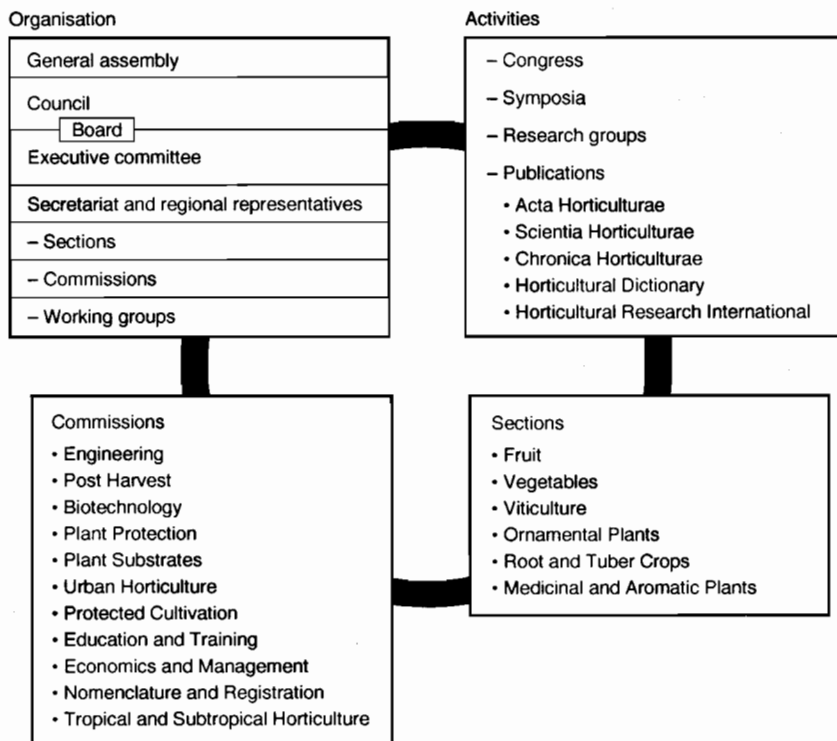 Organisation
General assembly
Council
Board
Executive committee
Secretariat and regional representatives
– Sections
– Commissions
– Working groups
Activities
– Congress
– Symposia
– Research groups
– Publications
• Acta Horticulturae
• Scientia Horticulturae
• Chronica Horticulturae
• Horticultural Dictionary
• Horticultural Research International
Commissions
• Engineering
• Post Harvest
• Biotechnology
• Plant Protection
• Plant Substrates
• Urban Horticulture
• Protected Cultivation
• Education and Training
• Economics and Management
• Nomenclature and Registration
• Tropical and Subtropical Horticulture
Sections
• Fruit
• Vegetables
• Viticulture
• Ornamental Plants
• Root and Tuber Crops
• Medicinal and Aromatic Plants